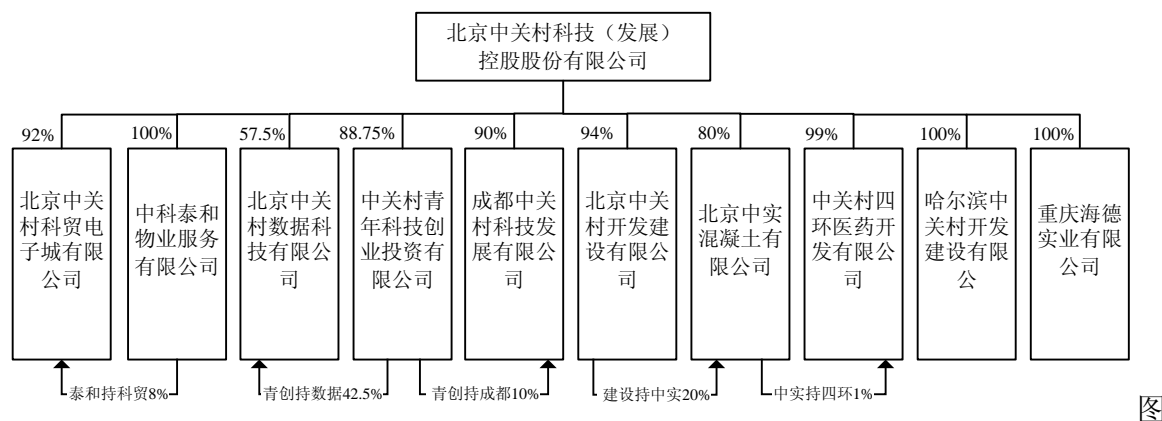 北京中关村科技（发展）
控股股份有限公司
92%
100%
57.5%
88.75%
90%
94%
80%
99%
100%
100%
北京中关
村科贸电
子城有限
公司
中科泰和
物业服务
有限公司
北京中关
村数据科
技有限公
司
中关村青
年科技创
业投资有
限公司
成都中关
村科技发
展有限公
司
北京中关
村开发建
设有限公
司
北京中实
混凝土有
限公司
中关村四
环医药开
发有限公
司
哈尔滨中
关村开发
建设有限
公
重庆海德
实业有限
公司
泰和持科贸8%
青创持数据42.5%
青创持成都10%
建设持中实20%
中实持四环1%
图